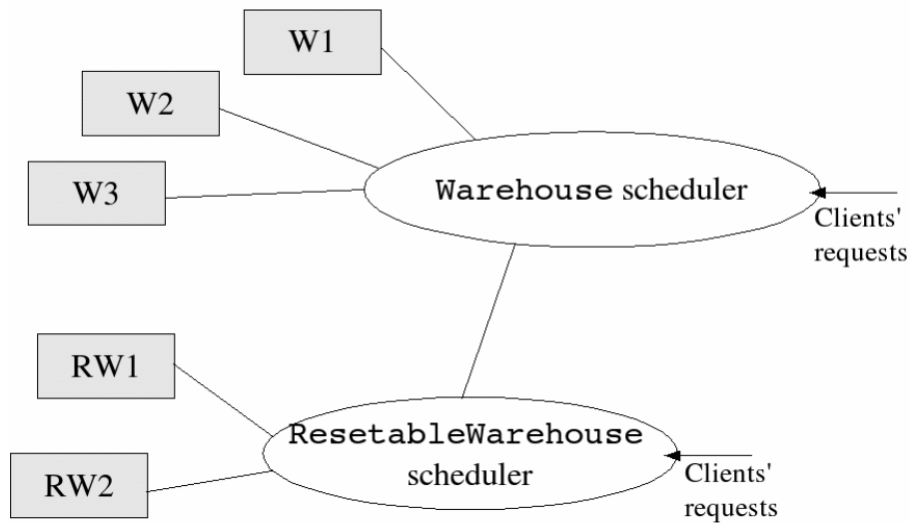 W1
W2
W3
Warehouse scheduler
Clients'
requests
RW1
RW2
ResetableWarehouse
scheduler
Clients'
requests